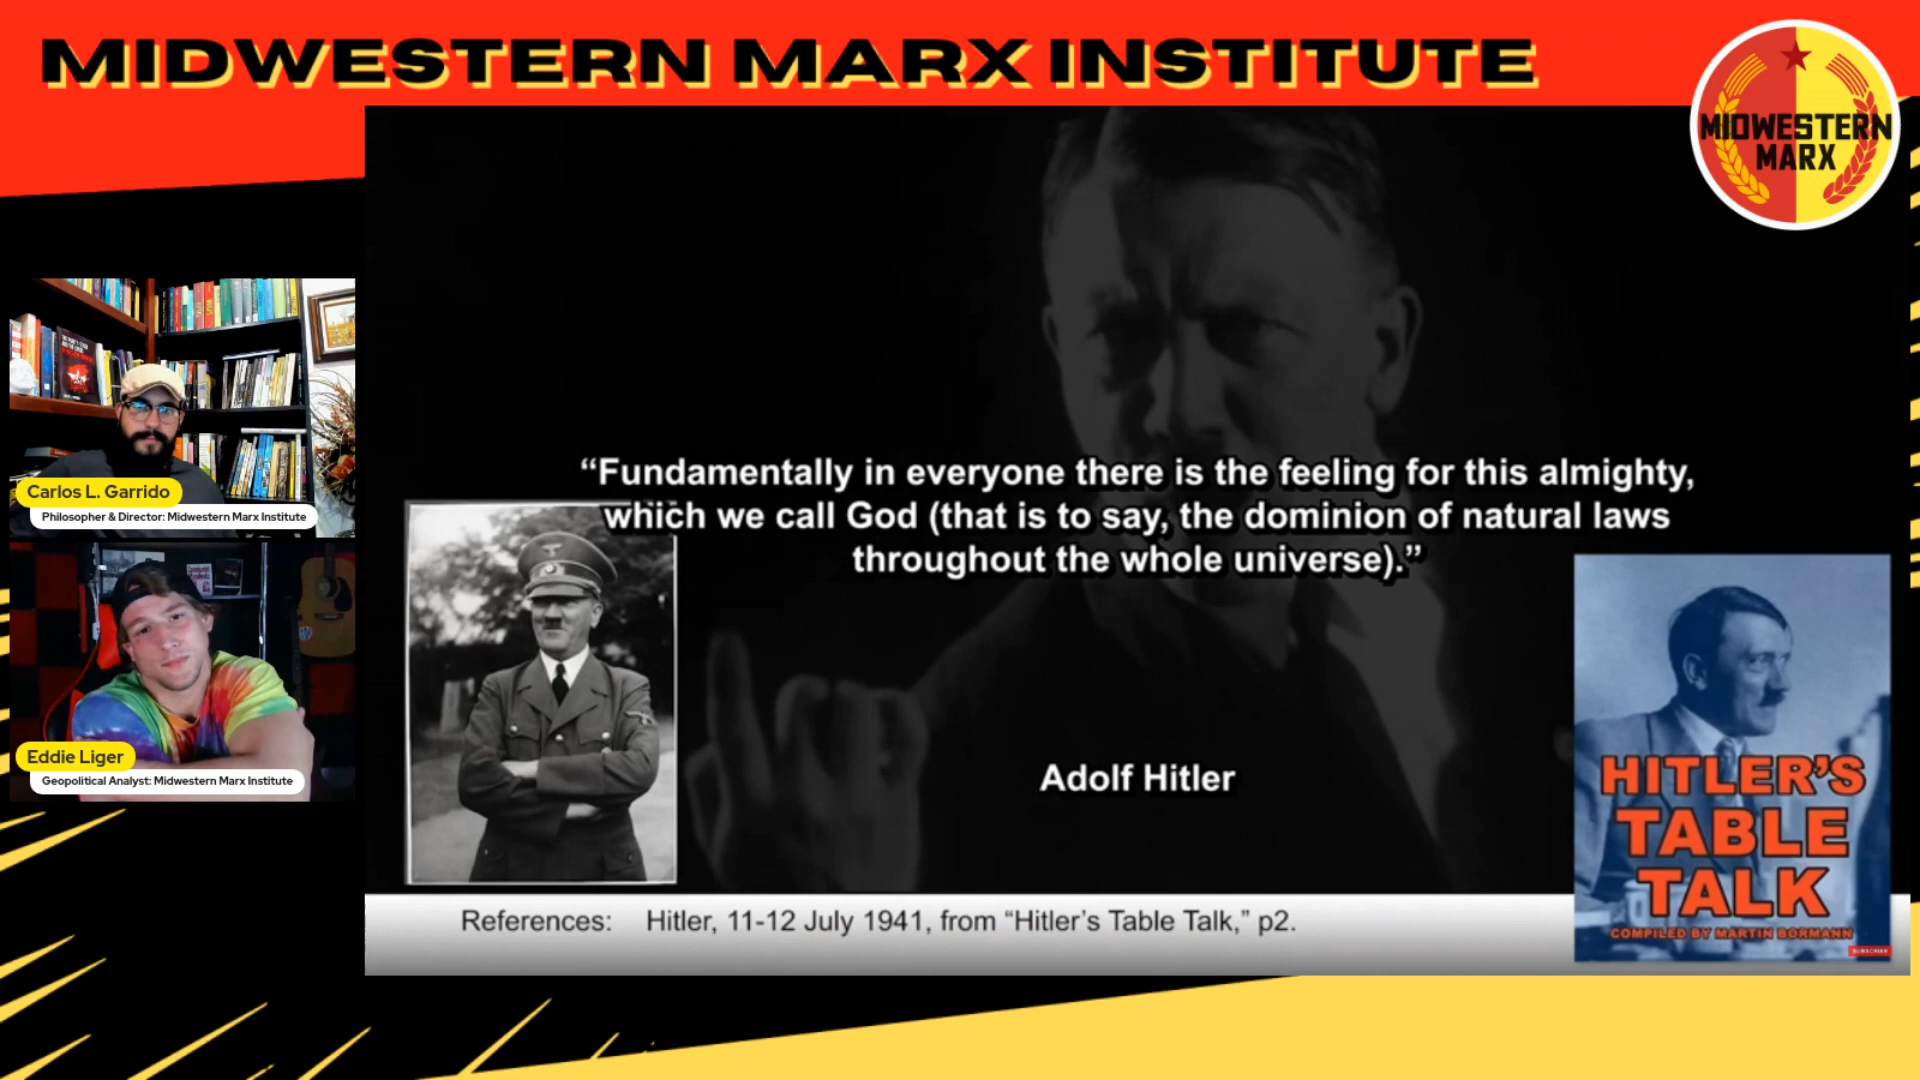 MIDWESTERN MARX INSTITUTE
MIDWESTERN
MARX
Carlos L. Garrido
Philosopher & Director: Midwestern Marx Institute
Eddie Liger
Geopolitical Analyst: Midwestern Marx Institute
“Fundamentally in everyone there is the feeling for this almighty,
which we call God (that is to say, the dominion of natural laws
throughout the whole universe).”
Adolf Hitler
HITLER'S
TABLE
TALK
COMPILED BY MARTIN BORMANN
SUBSCRIBE
References: Hitler, 11-12 July 1941, from “Hitler’s Table Talk,” p2.